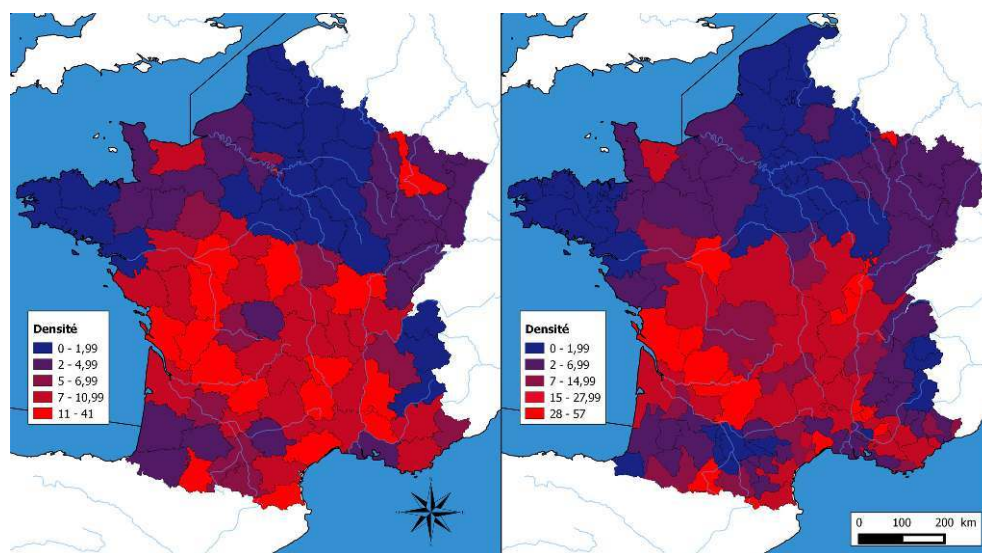 Densité
0 - 1,99
2 - 4,99
5 - 6,99
7 - 10,99
11 - 41
Densité
0 - 1,99
2 - 6,99
7 - 14,99
15 - 27,99
28 - 57
0 100 200 km